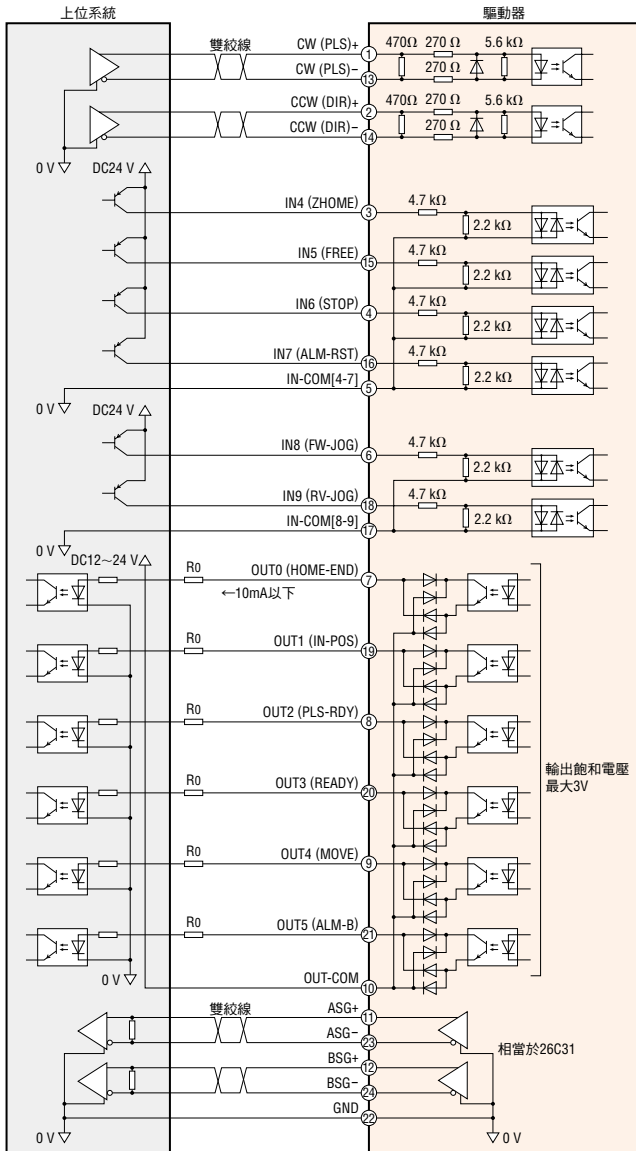 上位系統
驅動器
雙絞線
CW (PLS)+
1
470Ω
270 Ω
5.6 kΩ
CW (PLS)−
13
270 Ω
CCW (DIR)+
2
470Ω
270 Ω
5.6 kΩ
雙絞線
CCW (DIR)−
14
270 Ω
0 V
DC24 V
IN4 (ZHOME)
3
4.7 kΩ
2.2 kΩ
IN5 (FREE)
15
4.7 kΩ
2.2 kΩ
IN6 (STOP)
4
4.7 kΩ
2.2 kΩ
IN7 (ALM-RST)
16
4.7 kΩ
2.2 kΩ
IN-COM[4-7]
5
0 V
DC24 V
IN8 (FW-JOG)
6
4.7 kΩ
2.2 kΩ
IN9 (RV-JOG)
18
4.7 kΩ
2.2 kΩ
IN-COM[8-9]
17
0 V
DC12～24 V
R0
OUT0 (HOME-END)
7
←10mA以下
R0
OUT1 (IN-POS)
19
R0
OUT2 (PLS-RDY)
8
輸出飽和電壓
最大3V
R0
OUT3 (READY)
20
R0
OUT4 (MOVE)
9
R0
OUT5 (ALM-B)
21
0 V
OUT-COM
10
雙絞線
ASG+
11
ASG−
23
相當於26C31
BSG+
12
BSG−
24
GND
22
0 V
0 V